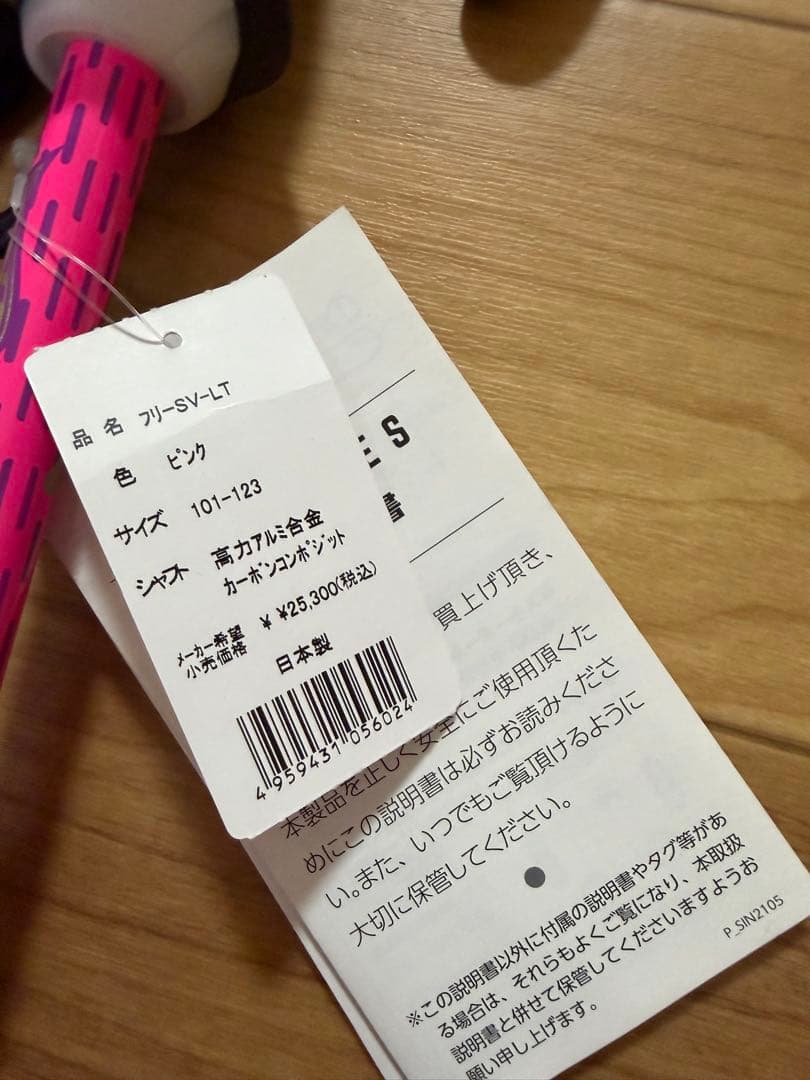 品名 フリーSV-LT
色 ピンク
サイズ 101-123
シャフト 高力アルミ合金
カーボンコンポジット
メーカー希望
小売価格 ¥ ¥25,300(税込)
日本製
4 959431 056024
ES
書
買上げ頂き、
本製品を正しく安全にご使用頂くた
めにこの説明書は必ずお読みくださ
い。また、いつでもご覧頂けるように
大切に保管してください。
※この説明書以外に付属の説明書やタグ等があ
る場合は、それらもよくご覧になり、本取扱
説明書と併せて保管してくださいますようお
願い申し上げます。
P_SIN2105